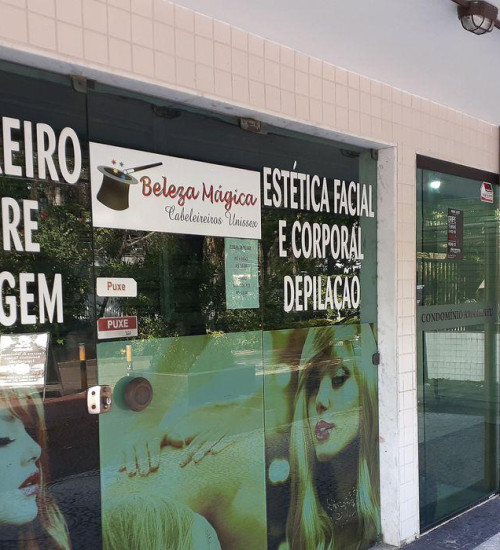 EIRO
RE
GEM
Beleza Mágica
Cabeleireiros Unissex
Puxe
PUXE
ESTÉTICA FACIAL
E CORPORAL
DEPILAÇÃO
CONDOMÍNIO